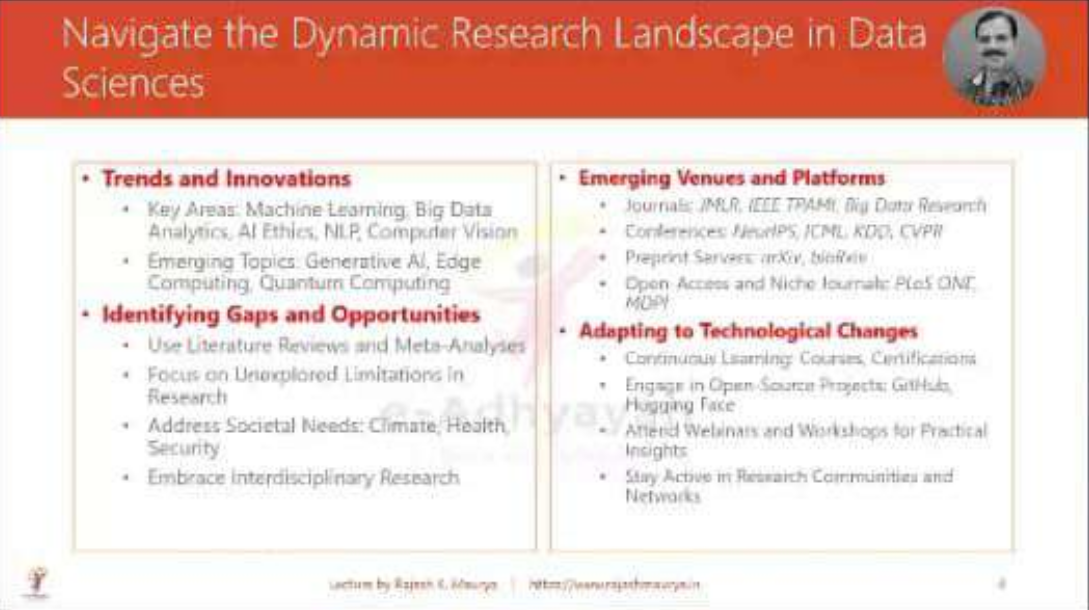 Navigate the Dynamic Research Landscape in Data
Sciences
• Trends and Innovations
• Key Areas: Machine Learning, Big Data
Analytics, AI Ethics, NLP, Computer Vision
• Emerging Topics: Generative AI, Edge
Computing, Quantum Computing
• Identifying Gaps and Opportunities
• Use Literature Reviews and Meta-Analyses
• Focus on Unexplored Limitations in
Research
• Address Societal Needs: Climate, Health,
Security
• Embrace Interdisciplinary Research
• Emerging Venues and Platforms
• Journals: JMLR, IEEE TPAMI, Big Data Research
• Conferences: NeurIPS, ICML, KDD, CVPR
• Preprint Servers: arXiv, bioRxiv
• Open Access and Niche Journals: PLoS ONE,
MDPI
• Adapting to Technological Changes
• Continuous Learning: Courses, Certifications
• Engage in Open-Source Projects: GitHub,
Hugging Face
• Attend Webinars and Workshops for Practical
Insights
• Stay Active in Research Communities and
Networks
e-Adhyayan
Lecture by Rajesh K. Maurya | https://www.rajeshmaurya.in